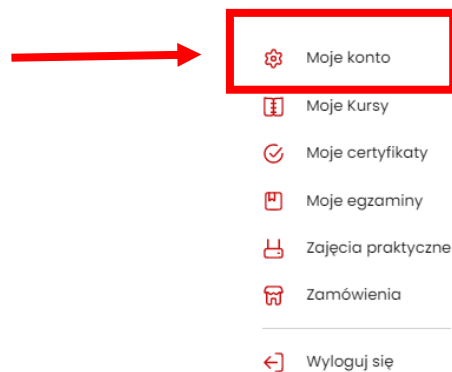 Moje konto
Moje Kursy
Moje certyfikaty
Moje egzaminy
Zajęcia praktyczne
Zamówienia
Wyloguj się